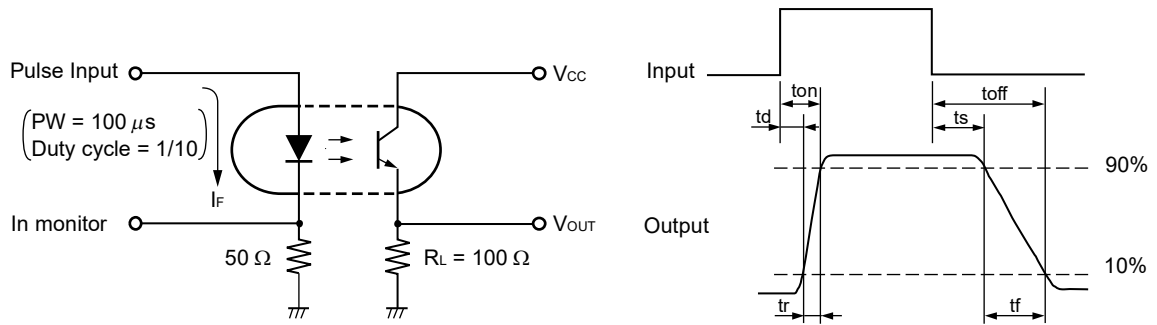 Pulse Input
PW = 100 μs
Duty cycle = 1/10
IF
In monitor
50 Ω
VCC
VOUT
RL = 100 Ω
Input
ton
toff
td
ts
90%
Output
10%
tr
tf